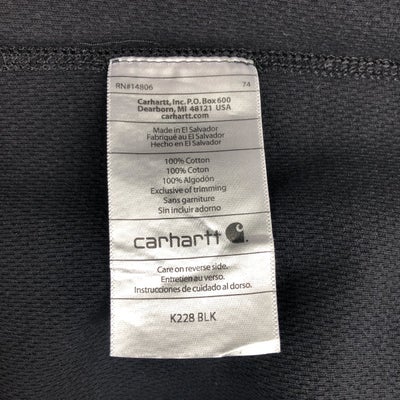 RN#14806 74
Carhartt, Inc. P.O. Box 600
Dearborn, MI 48121 USA
carhartt.com
Made in El Salvador
Fabriqué au El Salvador
Hecho en El Salvador
100% Cotton
100% Coton
100% Algodón
Exclusive of trimming
Sans garniture
Sin incluir adorno
carhartt
Care on reverse side.
Entretien au verso.
Instrucciones de cuidado al dorso.
K228 BLK